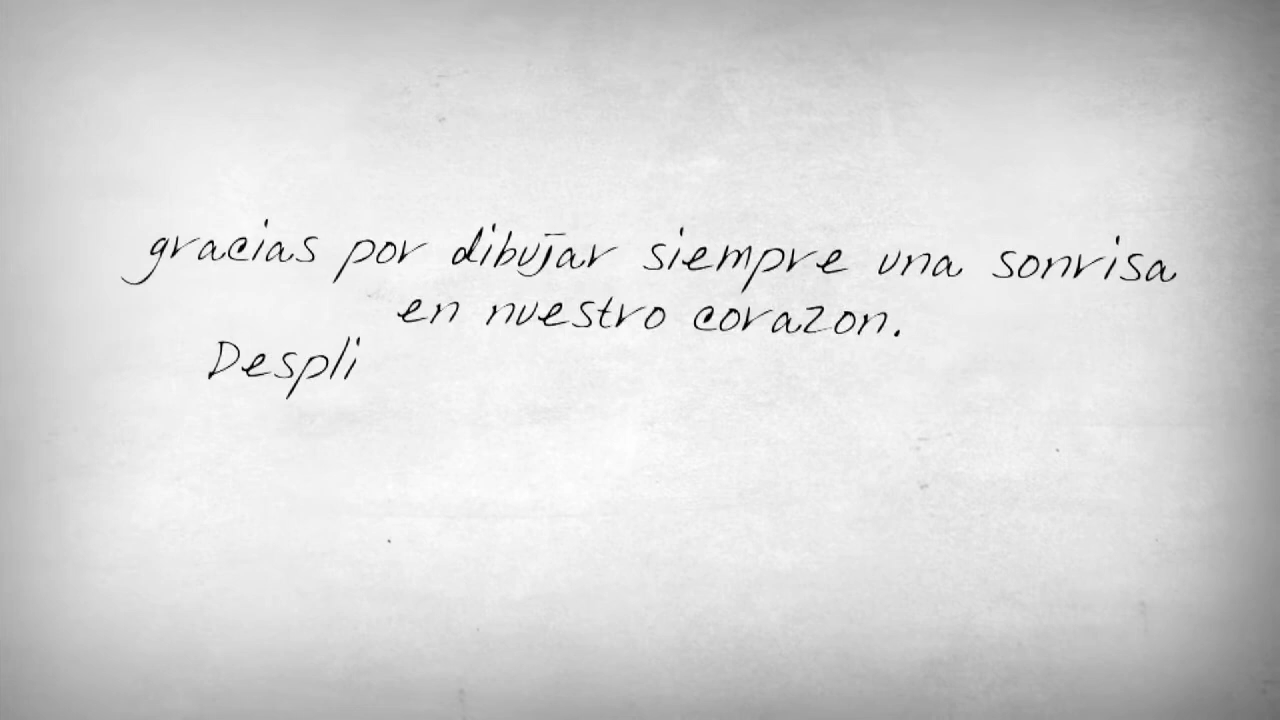 gracias por dibujar siempre una sonrisa
en nuestro corazon.
Despli